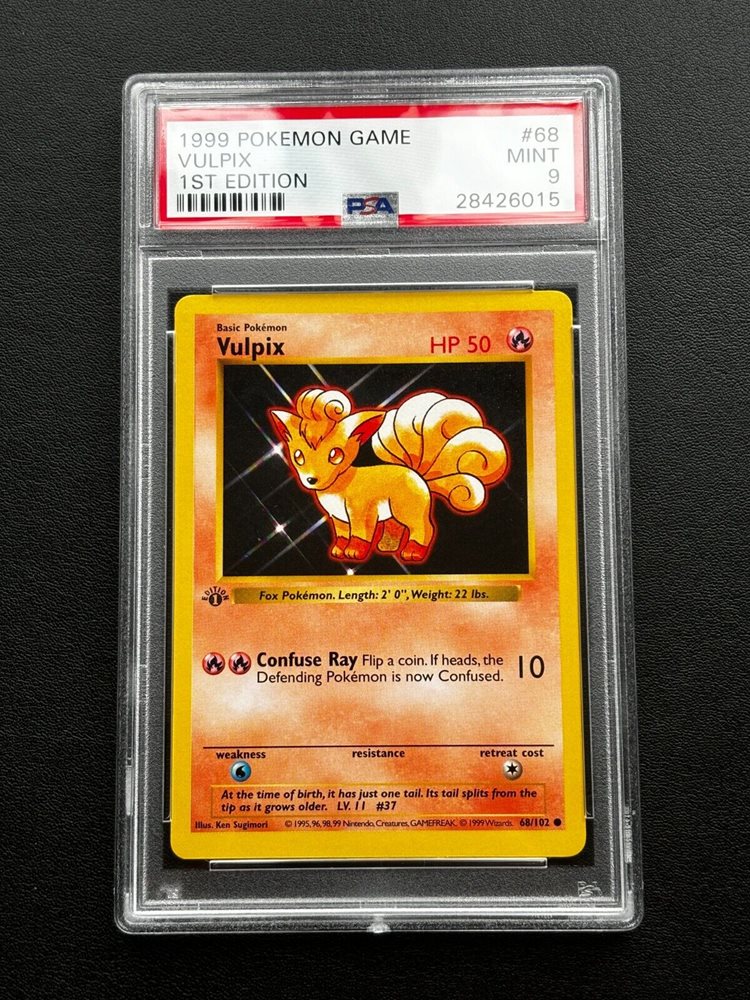 1999 POKEMON GAME #68
VULPIX MINT
1ST EDITION 9
PSA 28426015
Basic Pokémon
Vulpix HP 50
EDITION 1
Fox Pokémon. Length: 2' 0", Weight: 22 lbs.
Confuse Ray Flip a coin. If heads, the
Defending Pokémon is now Confused. 10
weakness resistance retreat cost
At the time of birth, it has just one tail. Its tail splits from the
tip as it grows older. LV. 11 #37
Illus. Ken Sugimori © 1995, 96, 98, 99 Nintendo, Creatures, GAMEFREAK. © 1999 Wizards. 68/102